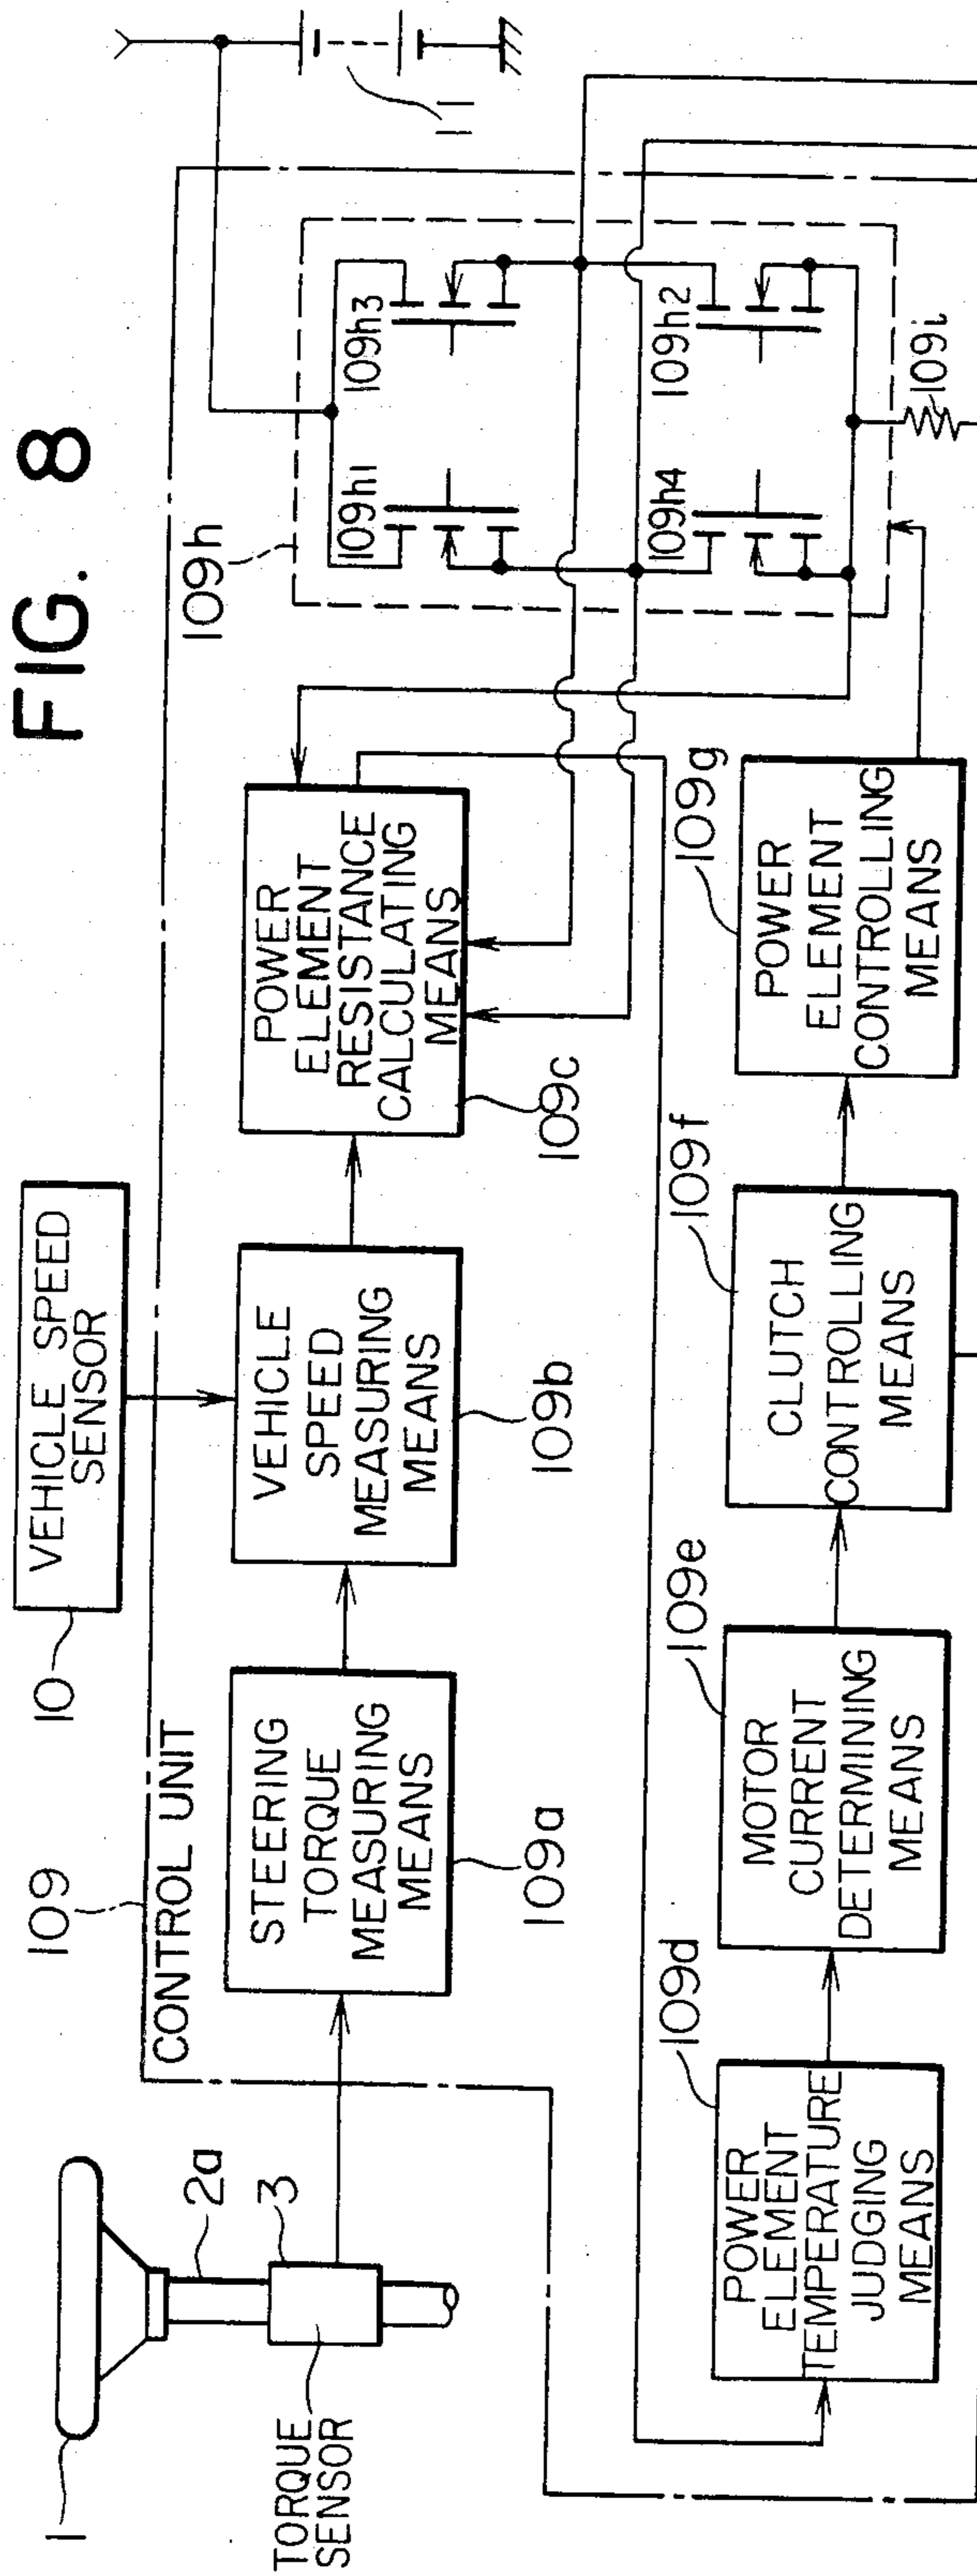 FIG. 8
109
CONTROL UNIT
10
VEHICLE SPEED
SENSOR
1
2a
3
TORQUE
SENSOR
STEERING
TORQUE
MEASURING
MEANS
109a
VEHICLE
SPEED
MEASURING
MEANS
109b
POWER
ELEMENT
RESISTANCE
CALCULATING
MEANS
109c
109h
109h1
109h3
109h4
109h2
109i
11
109d
POWER
ELEMENT
TEMPERATURE
JUDGING
MEANS
109e
MOTOR
CURRENT
DETERMINING
MEANS
109f
CLUTCH
CONTROLLING
MEANS
109g
POWER
ELEMENT
CONTROLLING
MEANS